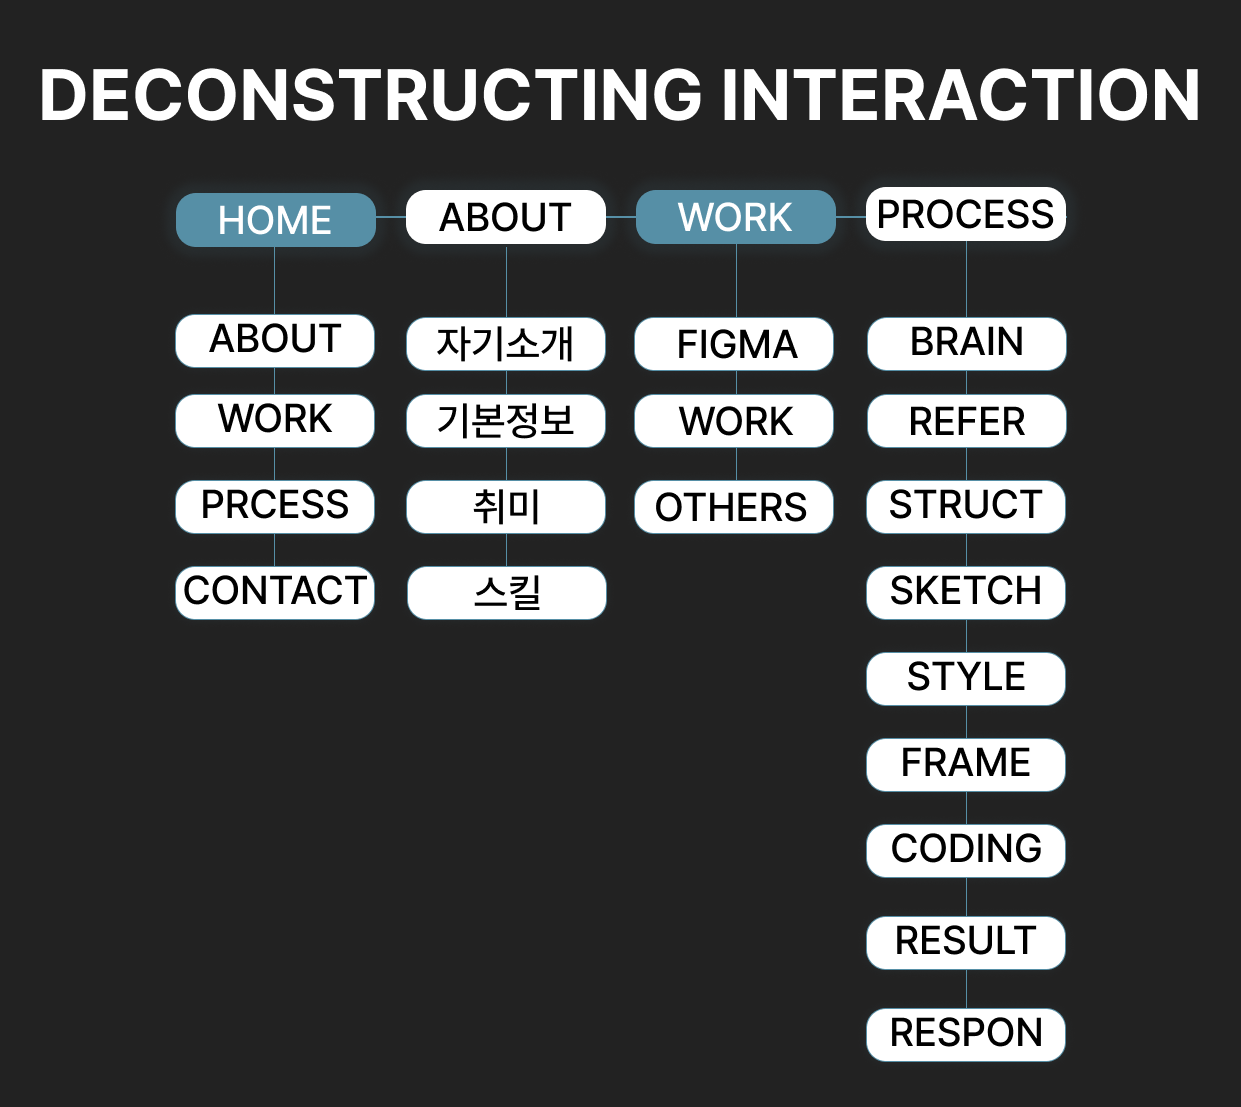 DECONSTRUCTING INTERACTION
HOME
ABOUT
WORK
PROCESS
ABOUT
WORK
PRCESS
CONTACT
자기소개
기본정보
취미
스킬
FIGMA
WORK
OTHERS
BRAIN
REFER
STRUCT
SKETCH
STYLE
FRAME
CODING
RESULT
RESPON